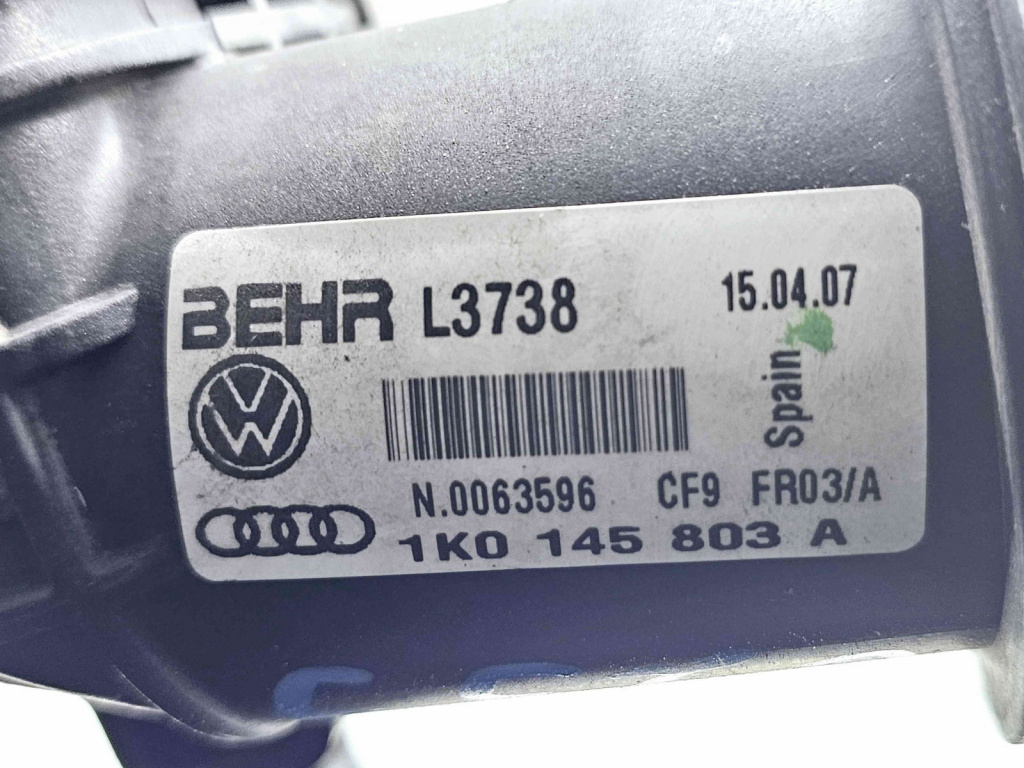 BEHR L3738 15.04.07
Spain
N.0063596 CF9 FR03/A
1K0 145 803 A